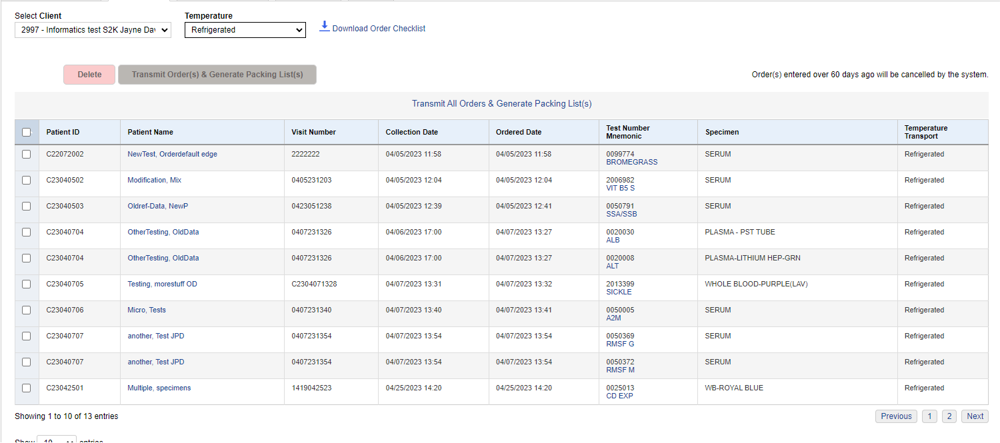 Select Client Temperature
2997 - Informatics test S2K Jayne Da Refrigerated Download Order Checklist
Delete Transmit Order(s) & Generate Packing List(s) Order(s) entered over 60 days ago will be cancelled by the system.
Transmit All Orders & Generate Packing List(s)
Patient ID Patient Name Visit Number Collection Date Ordered Date Test Number Specimen Temperature
Mnemonic Transport
C22072002 NewTest, Orderdefault edge 2222222 04/05/2023 11:58 04/05/2023 11:58 0099774 SERUM Refrigerated
BROMEGRASS
C23040502 Modification, Mix 0405231203 04/05/2023 12:04 04/05/2023 12:04 2006982 SERUM Refrigerated
VIT B5 S
C23040503 Oldref-Data, NewP 0423051238 04/05/2023 12:39 04/05/2023 12:41 0050791 SERUM Refrigerated
SSA/SSB
C23040704 OtherTesting, OldData 0407231326 04/06/2023 17:00 04/07/2023 13:27 0020030 PLASMA - PST TUBE Refrigerated
ALB
C23040704 OtherTesting, OldData 0407231326 04/06/2023 17:00 04/07/2023 13:27 0020008 PLASMA-LITHIUM HEP-GRN Refrigerated
ALT
C23040705 Testing, morestuff OD C2304071328 04/07/2023 13:31 04/07/2023 13:32 2013399 WHOLE BLOOD-PURPLE(LAV) Refrigerated
SICKLE
C23040706 Micro, Tests 0407231340 04/07/2023 13:40 04/07/2023 13:41 0050005 SERUM Refrigerated
A2M
C23040707 another, Test JPD 0407231354 04/07/2023 13:54 04/07/2023 13:54 0050369 SERUM Refrigerated
RMSF G
C23040707 another, Test JPD 0407231354 04/07/2023 13:54 04/07/2023 13:54 0050372 SERUM Refrigerated
RMSF M
C23042501 Multiple, specimens 1419042523 04/25/2023 14:20 04/25/2023 14:20 0025013 WB-ROYAL BLUE Refrigerated
CD EXP
Showing 1 to 10 of 13 entries Previous 1 2 Next
Show 10 entries